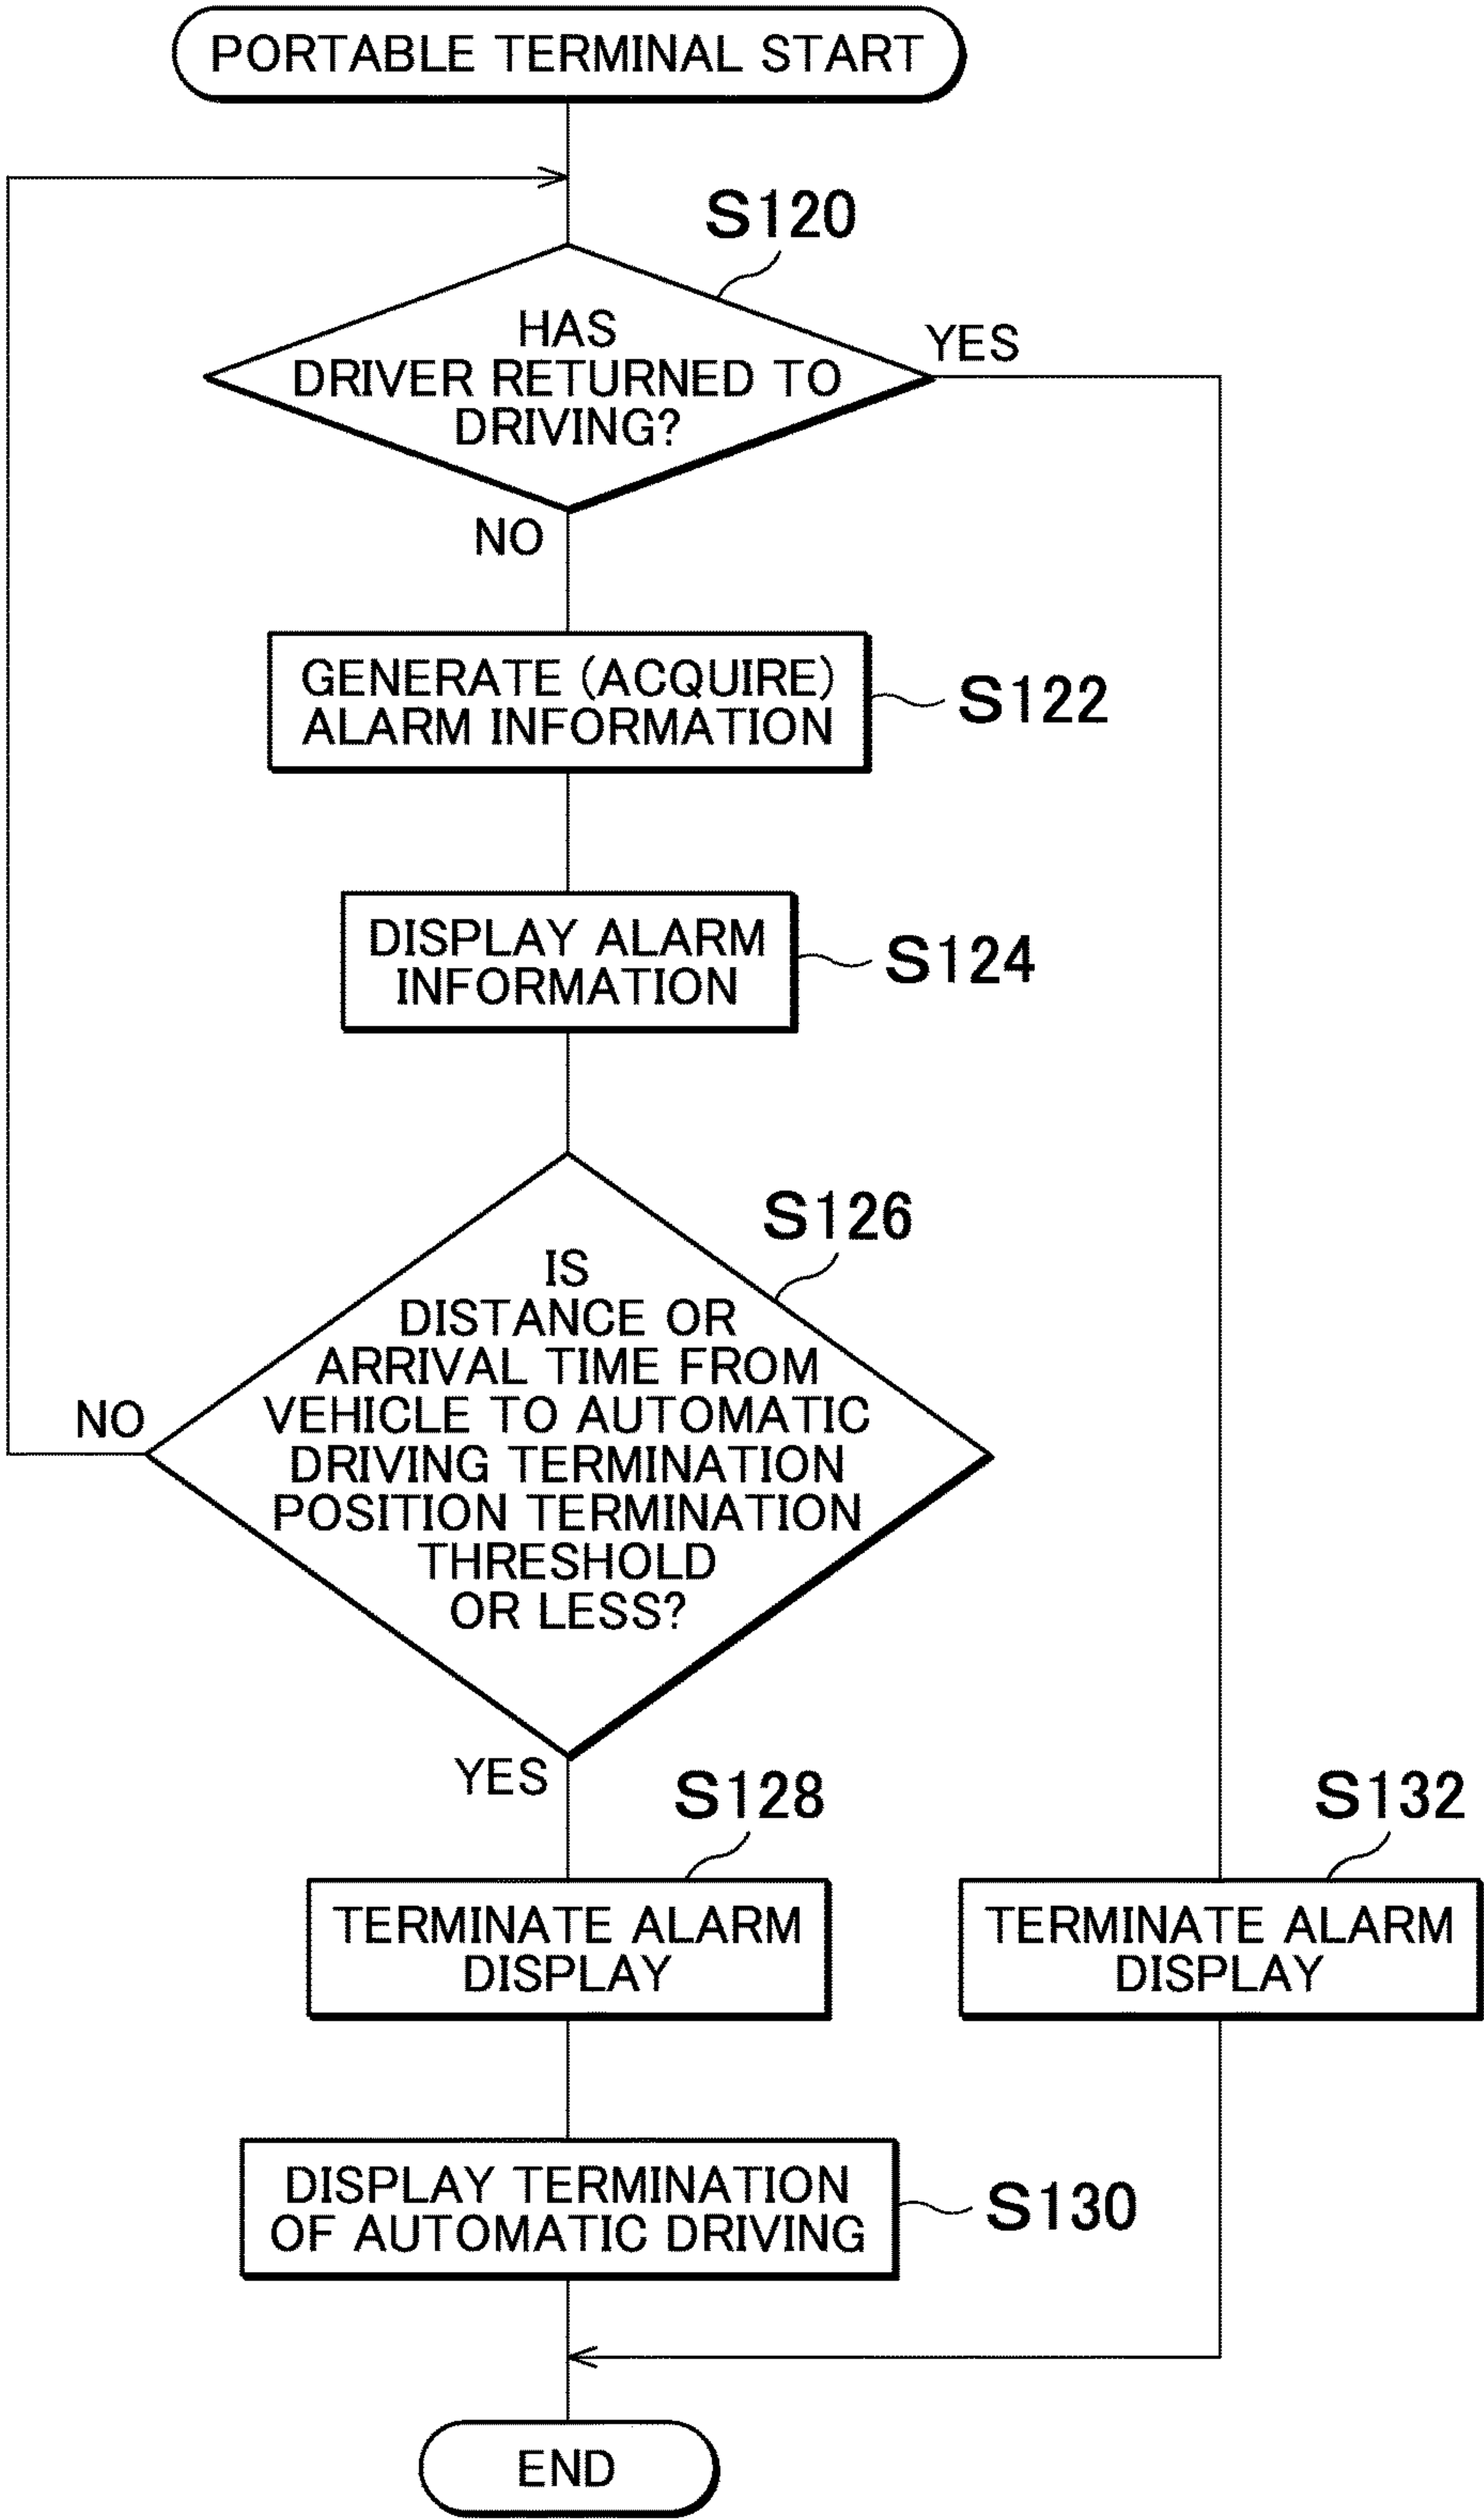 PORTABLE TERMINAL START
S120
HAS
DRIVER RETURNED TO
DRIVING?
YES
NO
GENERATE (ACQUIRE)
ALARM INFORMATION
S122
DISPLAY ALARM
INFORMATION
S124
S126
IS
DISTANCE OR
ARRIVAL TIME FROM
VEHICLE TO AUTOMATIC
DRIVING TERMINATION
POSITION TERMINATION
THRESHOLD
OR LESS?
NO
YES
S128
TERMINATE ALARM
DISPLAY
S132
TERMINATE ALARM
DISPLAY
DISPLAY TERMINATION
OF AUTOMATIC DRIVING
S130
END